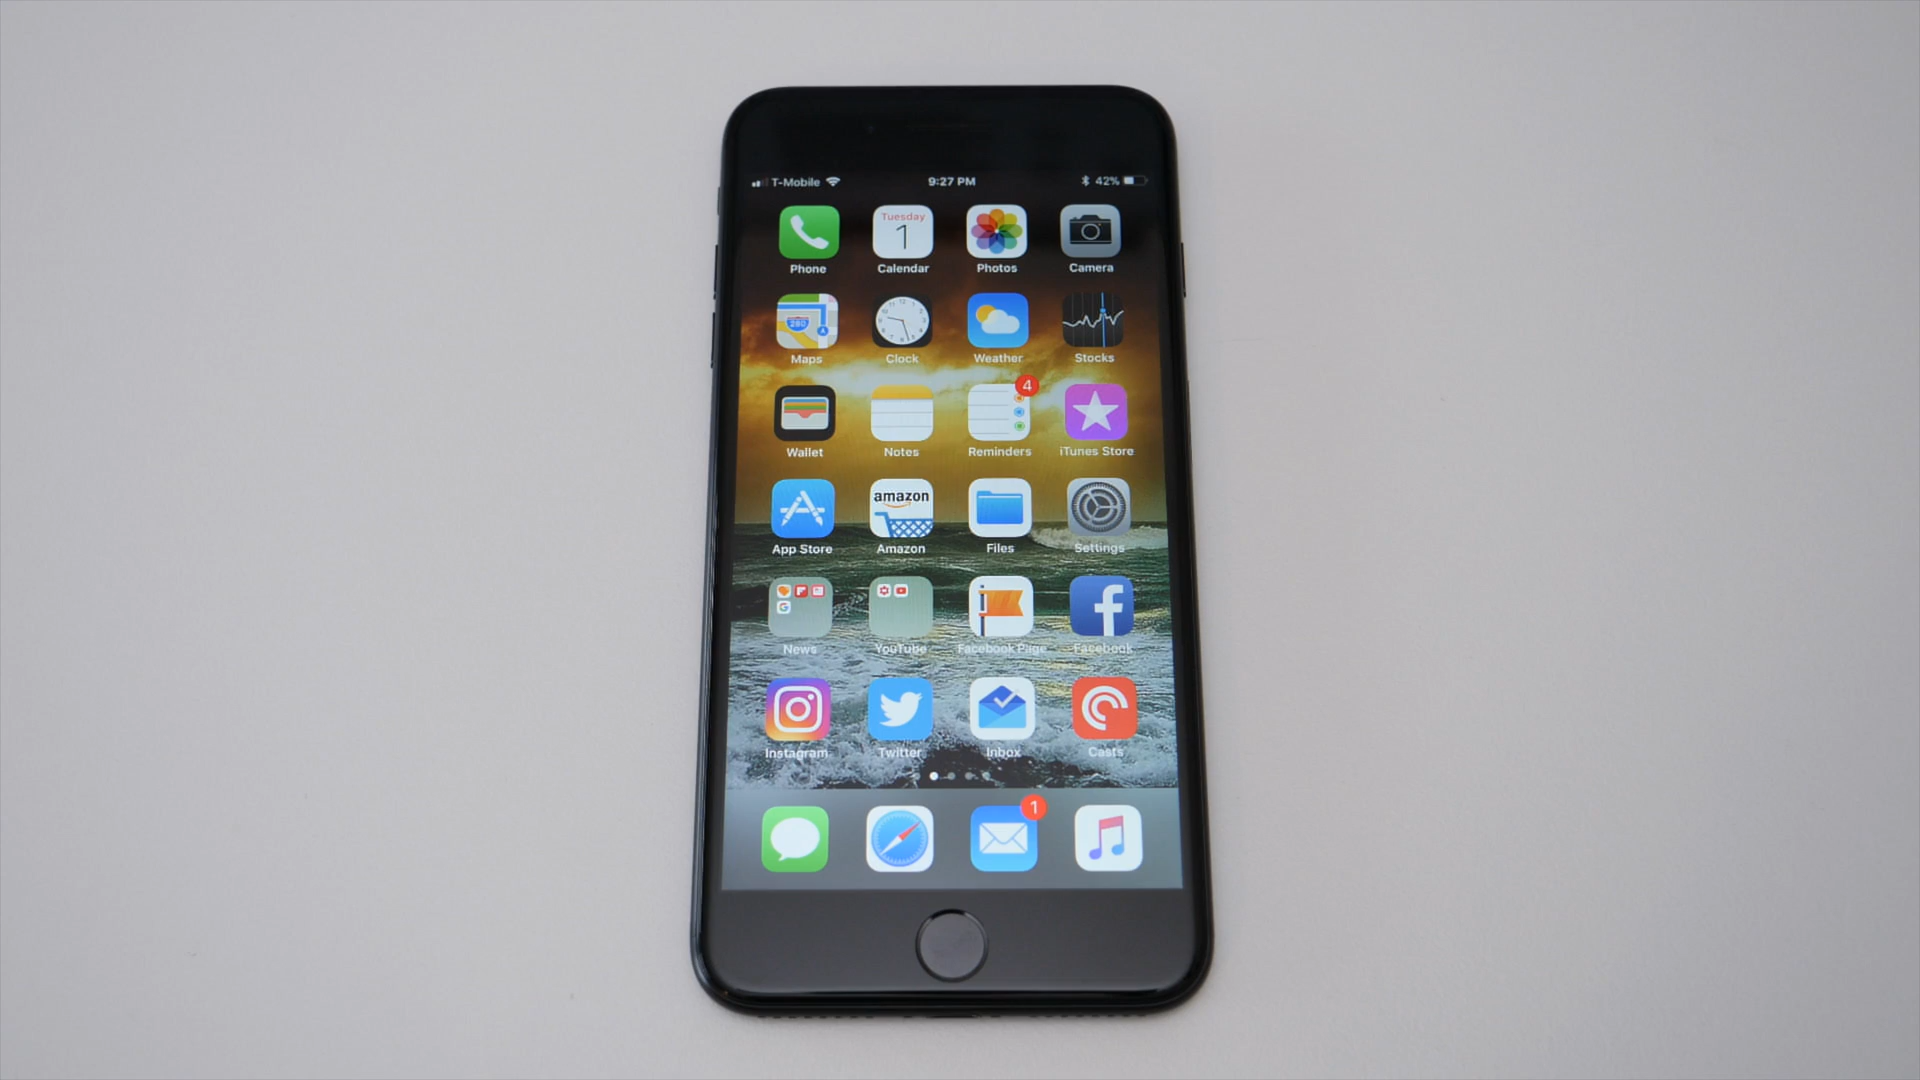 T-Mobile 9:27 PM 42%
Tuesday
1
Phone Calendar Photos Camera
280
Maps Clock Weather Stocks
4
Wallet Notes Reminders iTunes Store
amazon
App Store Amazon Files Settings
News YouTube Facebook Page Facebook
Instagram Twitter Inbox Casts
1